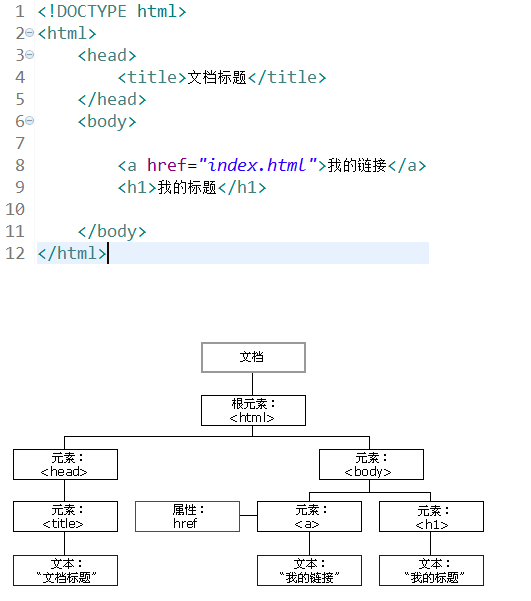 1 <!DOCTYPE html>
2 <html>
3 <head>
4 <title>文档标题</title>
5 </head>
6 <body>
7
8 <a href="index.html">我的链接</a>
9 <h1>我的标题</h1>
10
11 </body>
12 </html>
文档
根元素：
<html>
元素：
<head>
元素：
<body>
元素：
<title>
属性：
href
元素：
<a>
元素：
<h1>
文本：
“文档标题”
文本：
“我的链接”
文本：
“我的标题”